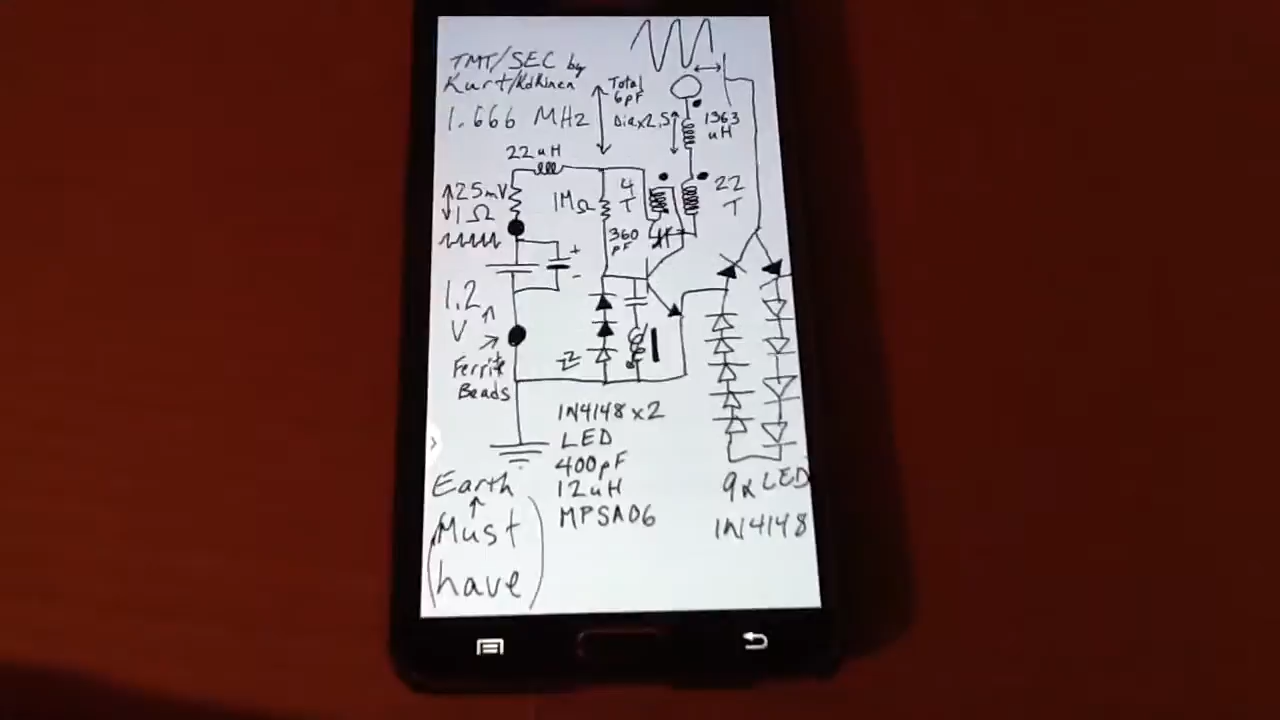 TMT/SEC by
Kurt/Kokinen
1.666 MHz
Total
6pF
Diax2,5
1363
uH
22uH
25mV
1Ω
1MΩ
4
T
22
T
360
pF
1.2
V
Ferrite
Beads
1N4148x2
LED
400pF
12uH
MPSA06
Earth
Must
have
9xLED
1N4148